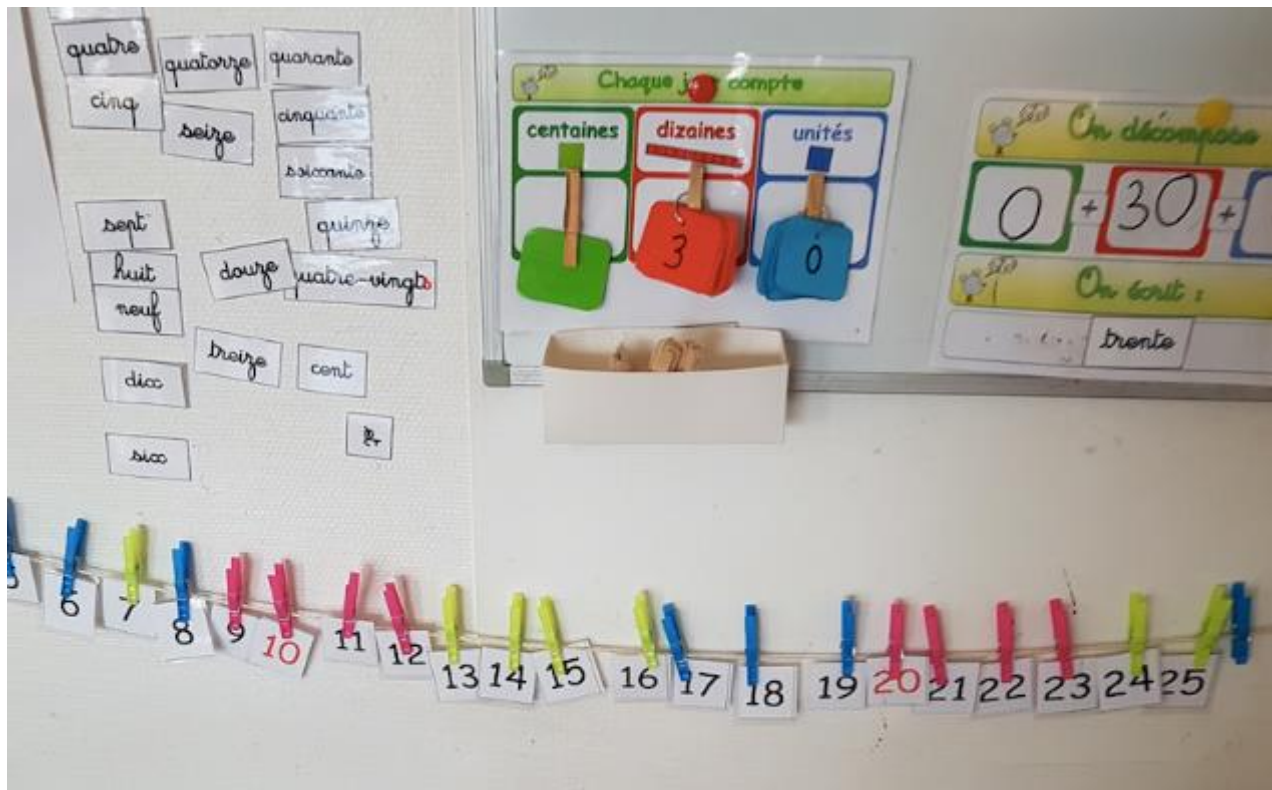 quatre
quatorze
quarante
cinq
seize
cinquante
soixante
sept
quinze
huit
douze
uatre-vingts
neuf
treize
dix
cent
six
Chaque jour compte
centaines
dizaines
unités
3
0
On décompose
0 + 30 +
On écrit :
trente
6 7 8 9 10 11 12 13 14 15 16 17 18 19 20 21 22 23 24 25